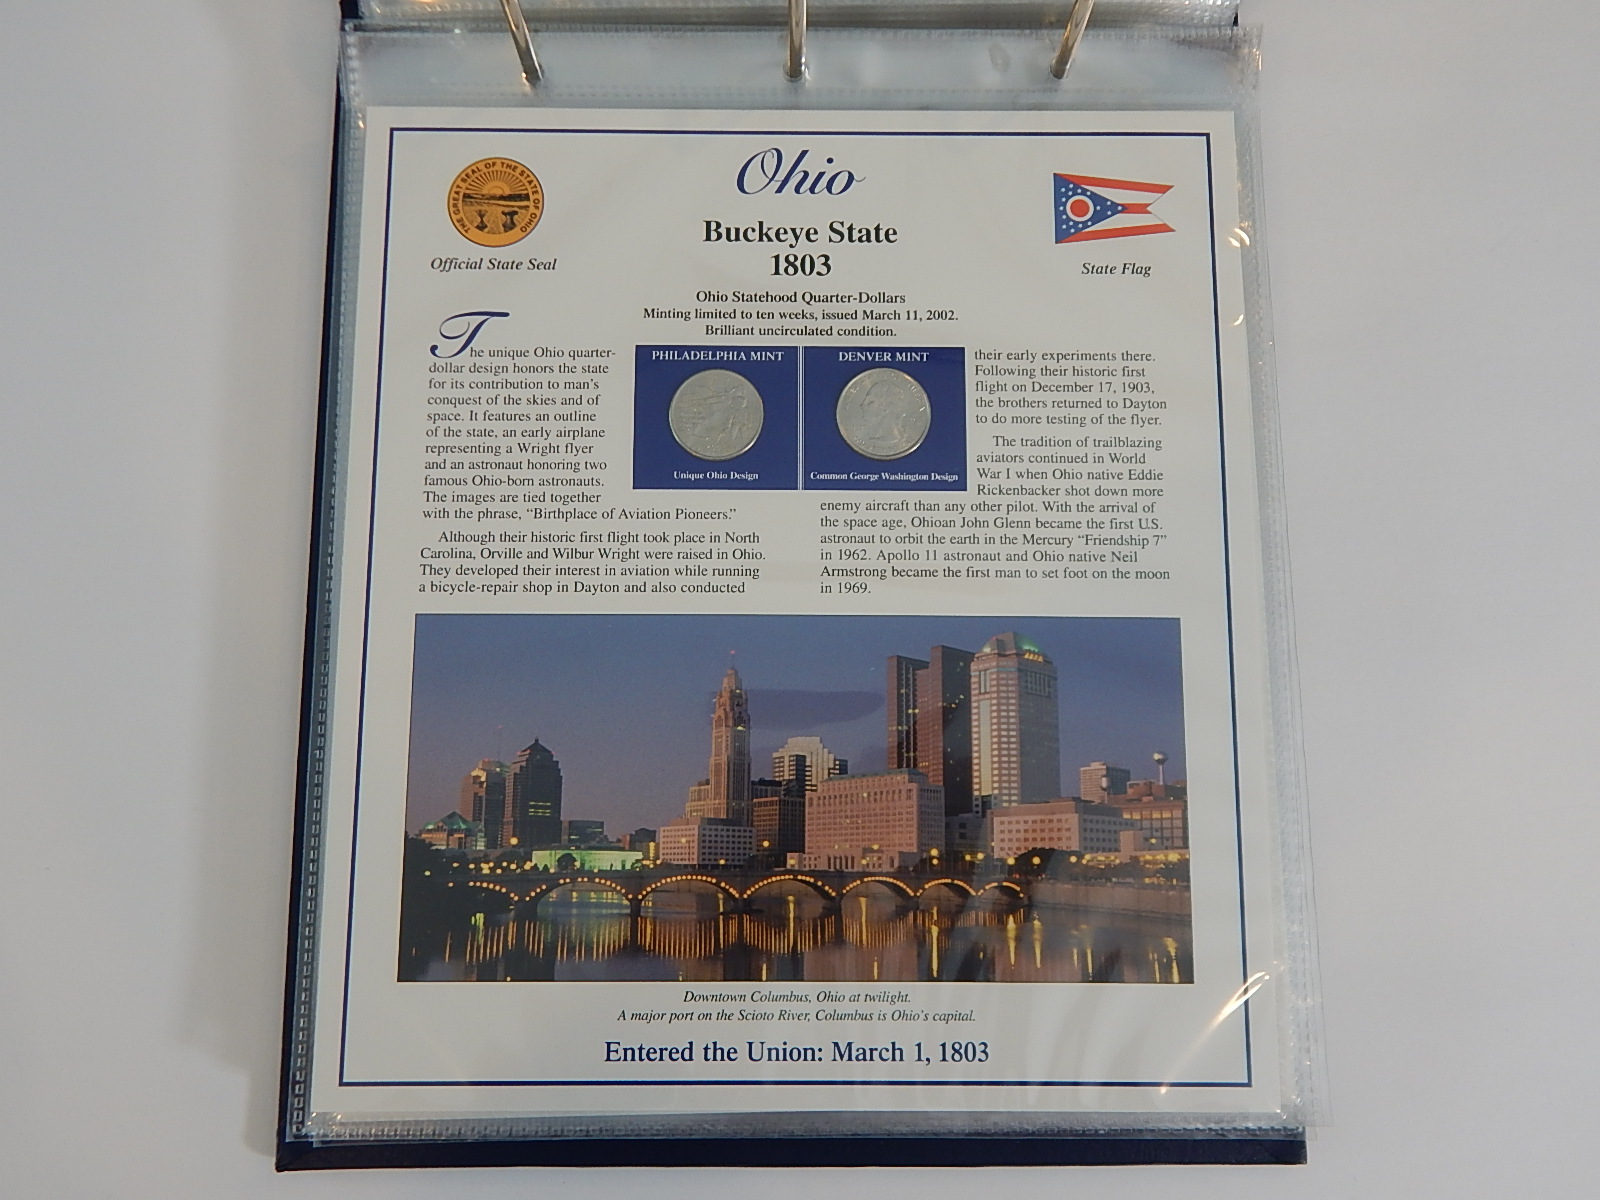 Ohio
Buckeye State
1803
THE GREAT SEAL OF THE STATE OF OHIO
Official State Seal
State Flag
Ohio Statehood Quarter-Dollars
Minting limited to ten weeks, issued March 11, 2002.
Brilliant uncirculated condition.
PHILADELPHIA MINT
Unique Ohio Design
DENVER MINT
Common George Washington Design
The unique Ohio quarter-
dollar design honors the state
for its contribution to man's
conquest of the skies and of
space. It features an outline
of the state, an early airplane
representing a Wright flyer
and an astronaut honoring two
famous Ohio-born astronauts.
The images are tied together
with the phrase, “Birthplace of Aviation Pioneers.”
Although their historic first flight took place in North
Carolina, Orville and Wilbur Wright were raised in Ohio.
They developed their interest in aviation while running
a bicycle-repair shop in Dayton and also conducted
their early experiments there.
Following their historic first
flight on December 17, 1903,
the brothers returned to Dayton
to do more testing of the flyer.
The tradition of trailblazing
aviators continued in World
War I when Ohio native Eddie
Rickenbacker shot down more
enemy aircraft than any other pilot. With the arrival of
the space age, Ohioan John Glenn became the first U.S.
astronaut to orbit the earth in the Mercury “Friendship 7”
in 1962. Apollo 11 astronaut and Ohio native Neil
Armstrong became the first man to set foot on the moon
in 1969.
Downtown Columbus, Ohio at twilight.
A major port on the Scioto River, Columbus is Ohio's capital.
Entered the Union: March 1, 1803